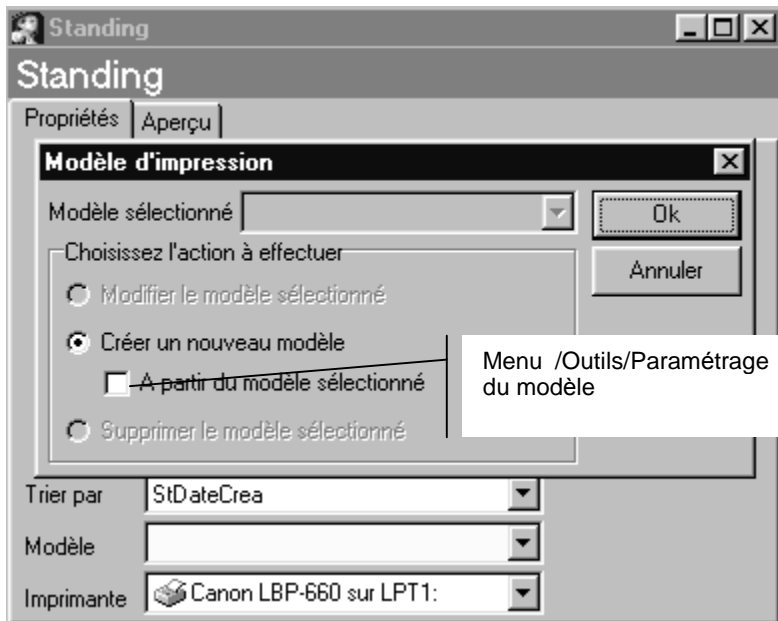 Standing
Standing
Propriétés Aperçu
Modèle d'impression
Modèle sélectionné
Ok
Choisissez l'action à effectuer
Annuler
Modifier le modèle sélectionné
Créer un nouveau modèle
A partir du modèle sélectionné
Menu /Outils/Paramétrage
du modèle
Supprimer le modèle sélectionné
Trier par StDateCrea
Modèle
Imprimante Canon LBP-660 sur LPT1: